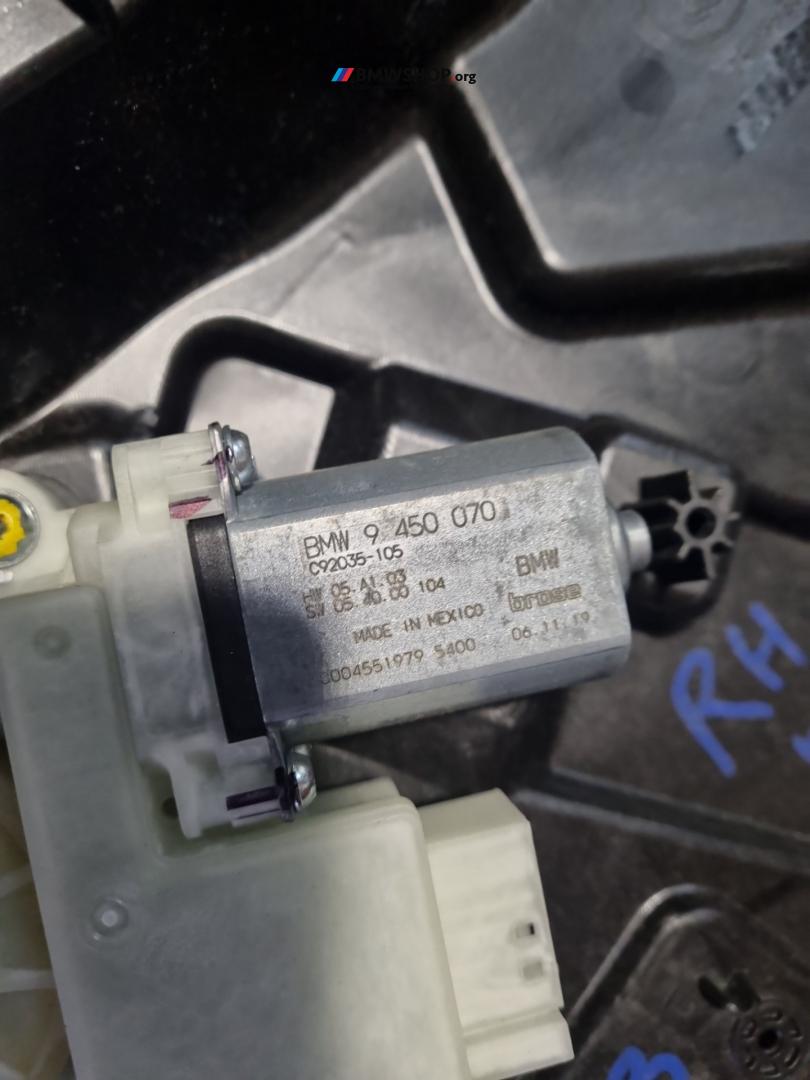 BMWSHOP.org
BMW 9 450 070
C92035-105
HW 05.A1.03
SW 05.40.00 104
BMW
brose
MADE IN MEXICO
06.11.19
C004551979 5400
RH